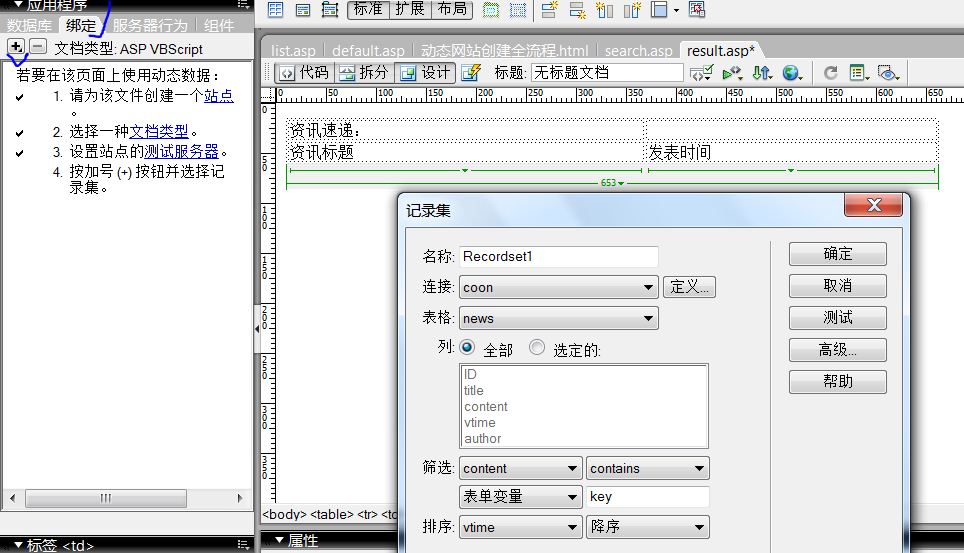 应用程序
标准 扩展 布局
数据库 绑定 服务器行为 组件
文档类型: ASP VBScript
list.asp default.asp 动态网站创建全流程.html search.asp result.asp*
代码 拆分 设计 标题: 无标题文档
若要在该页面上使用动态数据：
1. 请为该文件创建一个站点
。
2. 选择一种文档类型。
3. 设置站点的测试服务器。
4. 按加号 (+) 按钮并选择记
录集。
0 50 100 150 200 250 300 350 400 450 500 550 600 650
0
50
100
150
200
250
300
350
资讯速递：
资讯标题 发表时间
653
记录集
名称: Recordset1 确定
连接: coon 定义... 取消
表格: news 测试
列: 全部 选定的: 高级...
ID
title
content
vtime
author
帮助
筛选: content contains
表单变量 key
排序: vtime 降序
<body> <table> <tr> <td
标签 <td>
属性